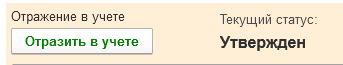 Отражение в учете
Текущий статус:
Отразить в учете
Утвержден